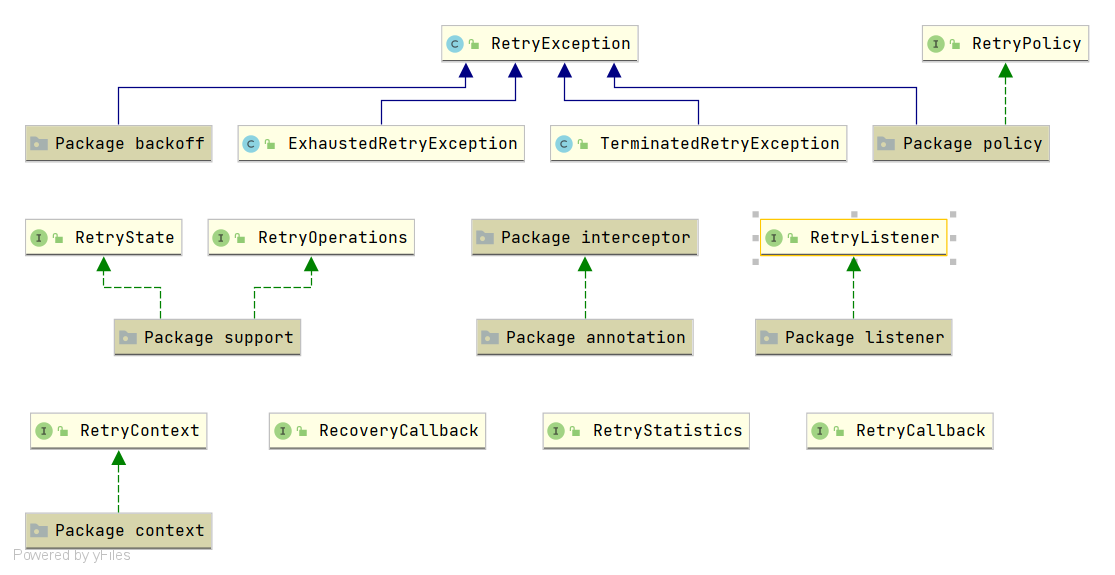 C RetryException
I RetryPolicy
Package backoff
C ExhaustedRetryException
C TerminatedRetryException
Package policy
I RetryState
I RetryOperations
Package interceptor
I RetryListener
Package support
Package annotation
Package listener
I RetryContext
I RecoveryCallback
I RetryStatistics
I RetryCallback
Package context
Powered by yFiles